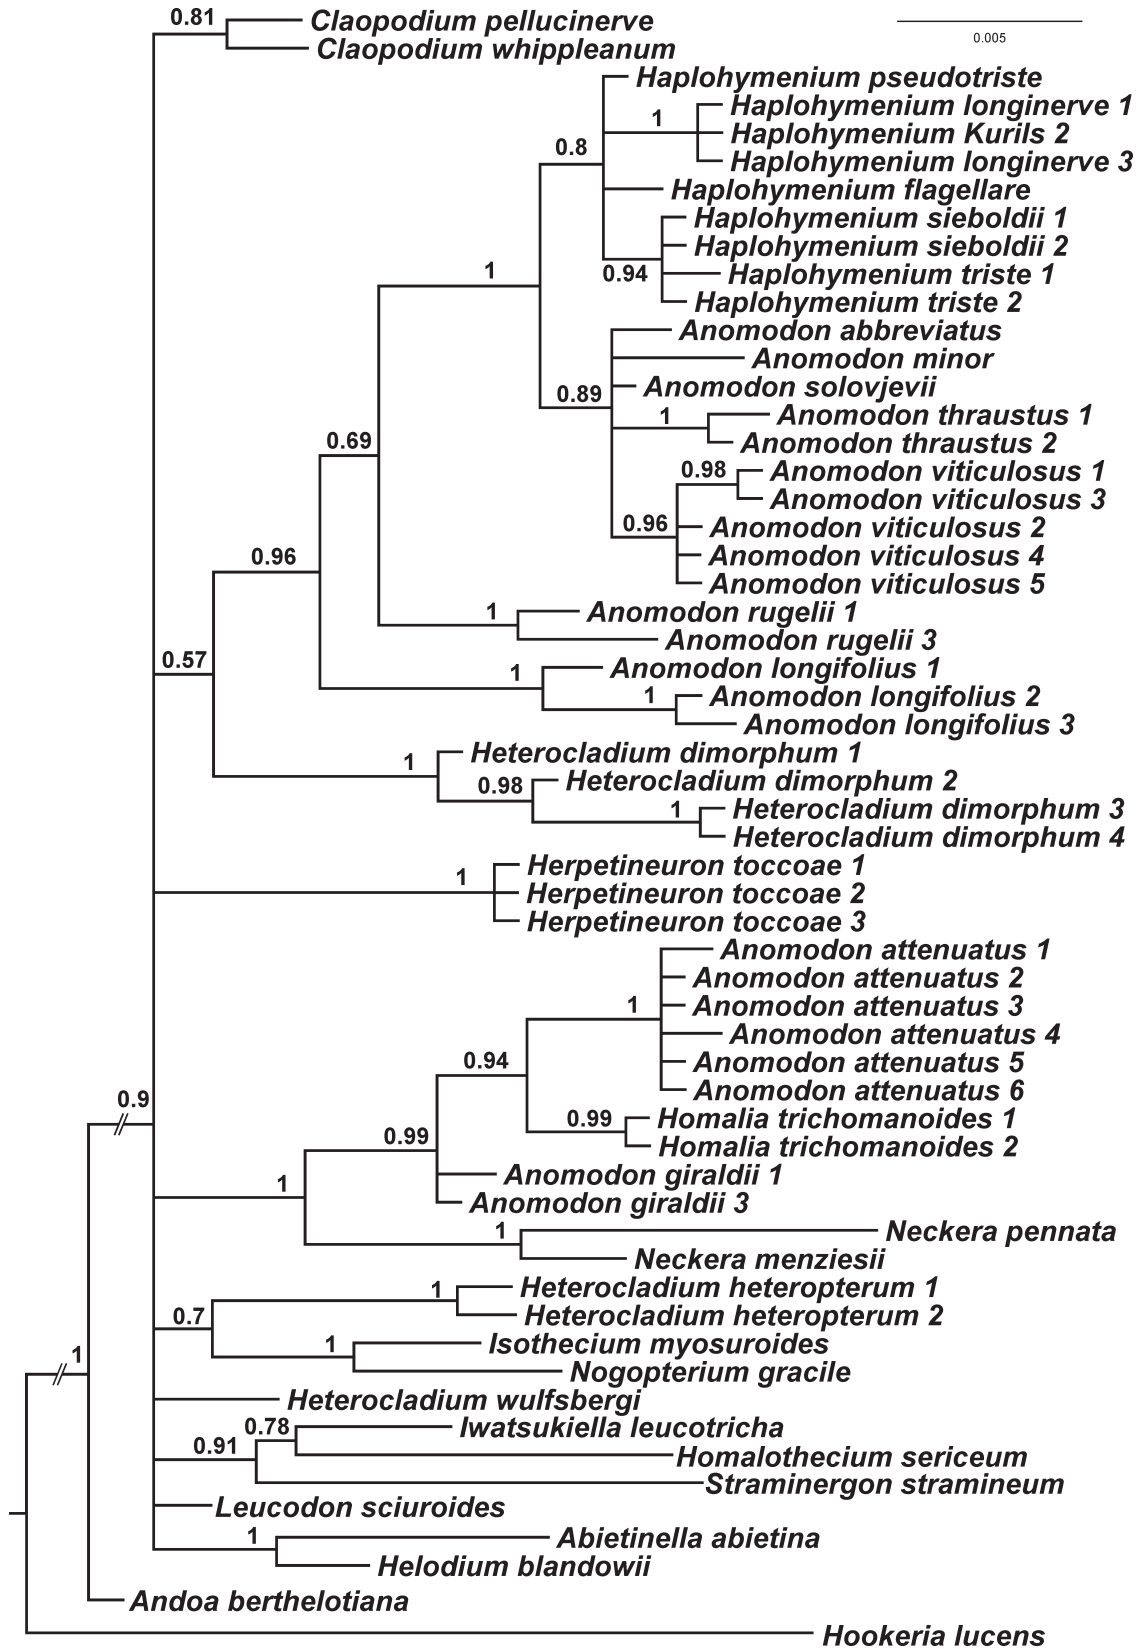 0.81
Claopodium pellucinerve
Claopodium whippleanum
0.005
Haplohymenium pseudotriste
Haplohymenium longinerve 1
1
Haplohymenium Kurils 2
0.8
Haplohymenium longinerve 3
Haplohymenium flagellare
Haplohymenium sieboldii 1
Haplohymenium sieboldii 2
1
0.94
Haplohymenium triste 1
Haplohymenium triste 2
Anomodon abbreviatus
Anomodon minor
Anomodon solovjevii
0.89
1
Anomodon thraustus 1
0.69
Anomodon thraustus 2
0.98
Anomodon viticulosus 1
Anomodon viticulosus 3
0.96
Anomodon viticulosus 2
0.96
Anomodon viticulosus 4
Anomodon viticulosus 5
1
Anomodon rugelii 1
Anomodon rugelii 3
0.57
1
Anomodon longifolius 1
1
Anomodon longifolius 2
Anomodon longifolius 3
1
Heterocladium dimorphum 1
0.98
Heterocladium dimorphum 2
1
Heterocladium dimorphum 3
Heterocladium dimorphum 4
1
Herpetineuron toccoae 1
Herpetineuron toccoae 2
Herpetineuron toccoae 3
Anomodon attenuatus 1
Anomodon attenuatus 2
1
Anomodon attenuatus 3
Anomodon attenuatus 4
0.94
Anomodon attenuatus 5
Anomodon attenuatus 6
0.9
0.99
Homalia trichomanoides 1
0.99
Homalia trichomanoides 2
Anomodon giraldii 1
1
Anomodon giraldii 3
1
Neckera pennata
Neckera menziesii
1
Heterocladium heteropterum 1
0.7
Heterocladium heteropterum 2
1
Isothecium myosuroides
1
Nogopterium gracile
Heterocladium wulfsbergi
0.78
Iwatsukiella leucotricha
0.91
Homalothecium sericeum
Straminergon stramineum
Leucodon sciuroides
1
Abietinella abietina
Helodium blandowii
Andoa berthelotiana
Hookeria lucens